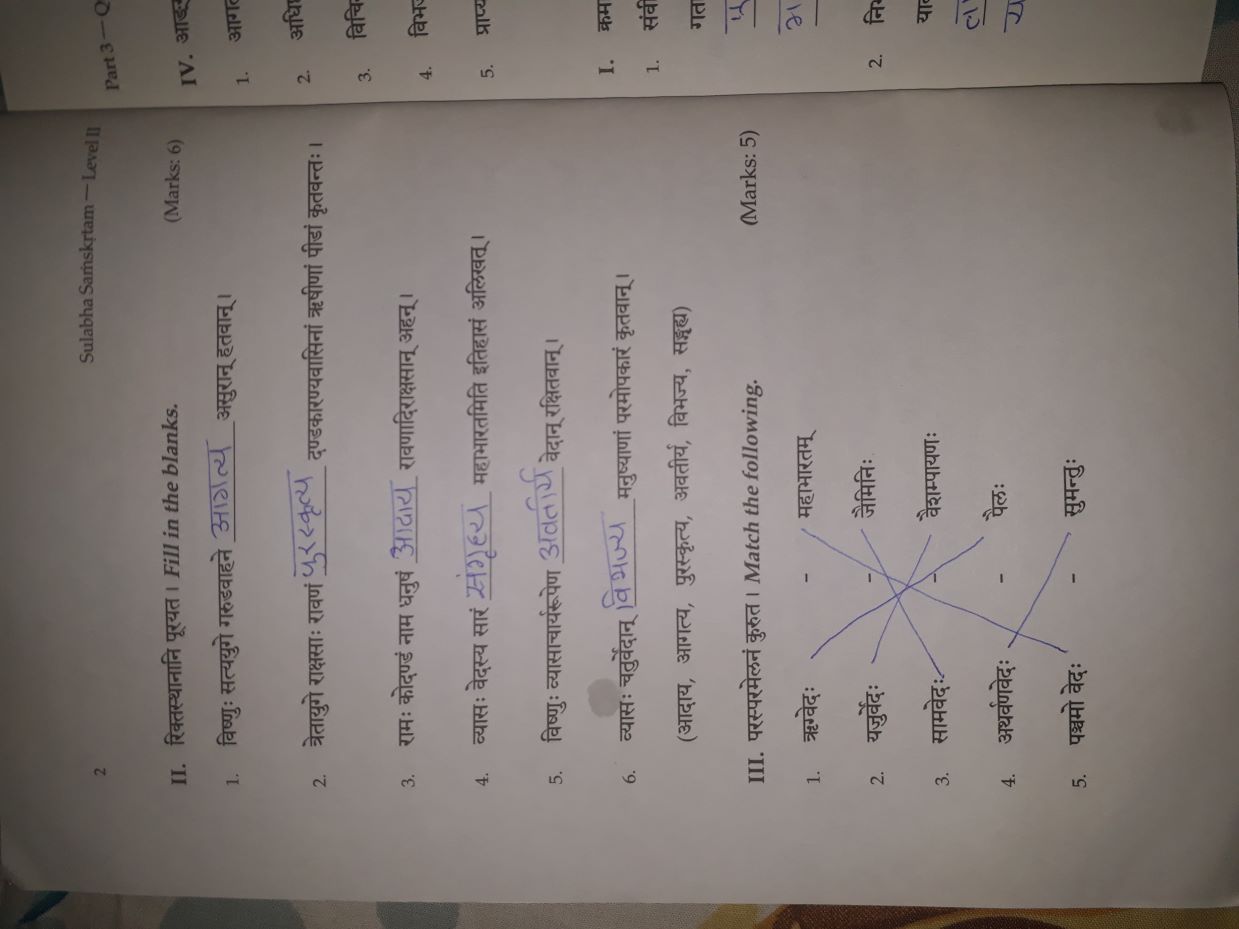 2
Sulabha Saṁskṛtam — Level II
II. रिक्तस्थानानि पूरयत । Fill in the blanks. (Marks: 6)
1. विष्णुः सत्ययुगे गरुडवाहने आगत्य असुरान् हतवान् ।
2. त्रेतायुगे राक्षसाः रावणं पुरस्कृत्य दण्डकारण्यवासिनां ऋषीणां पीडां कृतवन्तः ।
3. रामः कोदण्डं नाम धनुषं आदाय रावणादिराक्षसान् अहन् ।
4. व्यासः वेदस्य सारं संगृह्य महाभारतमिति इतिहासं अलिखत् ।
5. विष्णुः व्यासाचार्यरूपेण अवतीर्य वेदान् रक्षितवान् ।
6. व्यासः चतुर्वेदान् विभज्य मनुष्याणां परमोपकारं कृतवान् ।
(आदाय, आगत्य, पुरस्कृत्य, अवतीर्य, विभज्य, सङ्गृह्य)
III. परस्परमेलनं कुरुत । Match the following. (Marks: 5)
1. ऋग्वेदः - महाभारतम्
2. यजुर्वेदः - जैमिनिः
3. सामवेदः - वैशम्पायणः
4. अथर्वणवेदः - पैलः
5. पञ्चमो वेदः - सुमन्तुः
Part 3 —
IV.
1.
2.
3.
4.
5.
I.
1.
2.